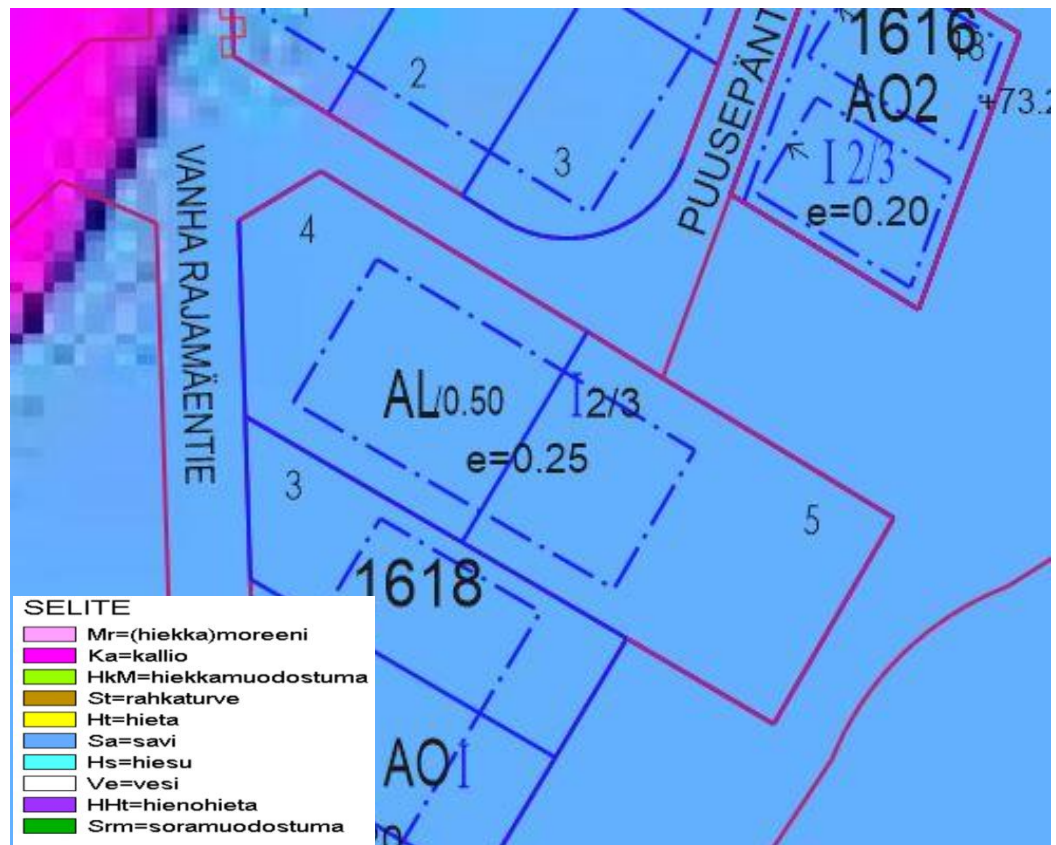 1616
18
AO2
+73.2
I 2/3
e=0.20
PUUSEPÄNT
2
3
VANHA RAJAMÄENTIE
4
AL/0.50
I2/3
e=0.25
5
3
1618
AO I
SELITE
Mr=(hiekka)moreeni
Ka=kallio
HkM=hiekkamuodostuma
St=rahkaturve
Ht=hieta
Sa=savi
Hs=hiesu
Ve=vesi
HHt=hienohieta
Srm=soramuodostuma